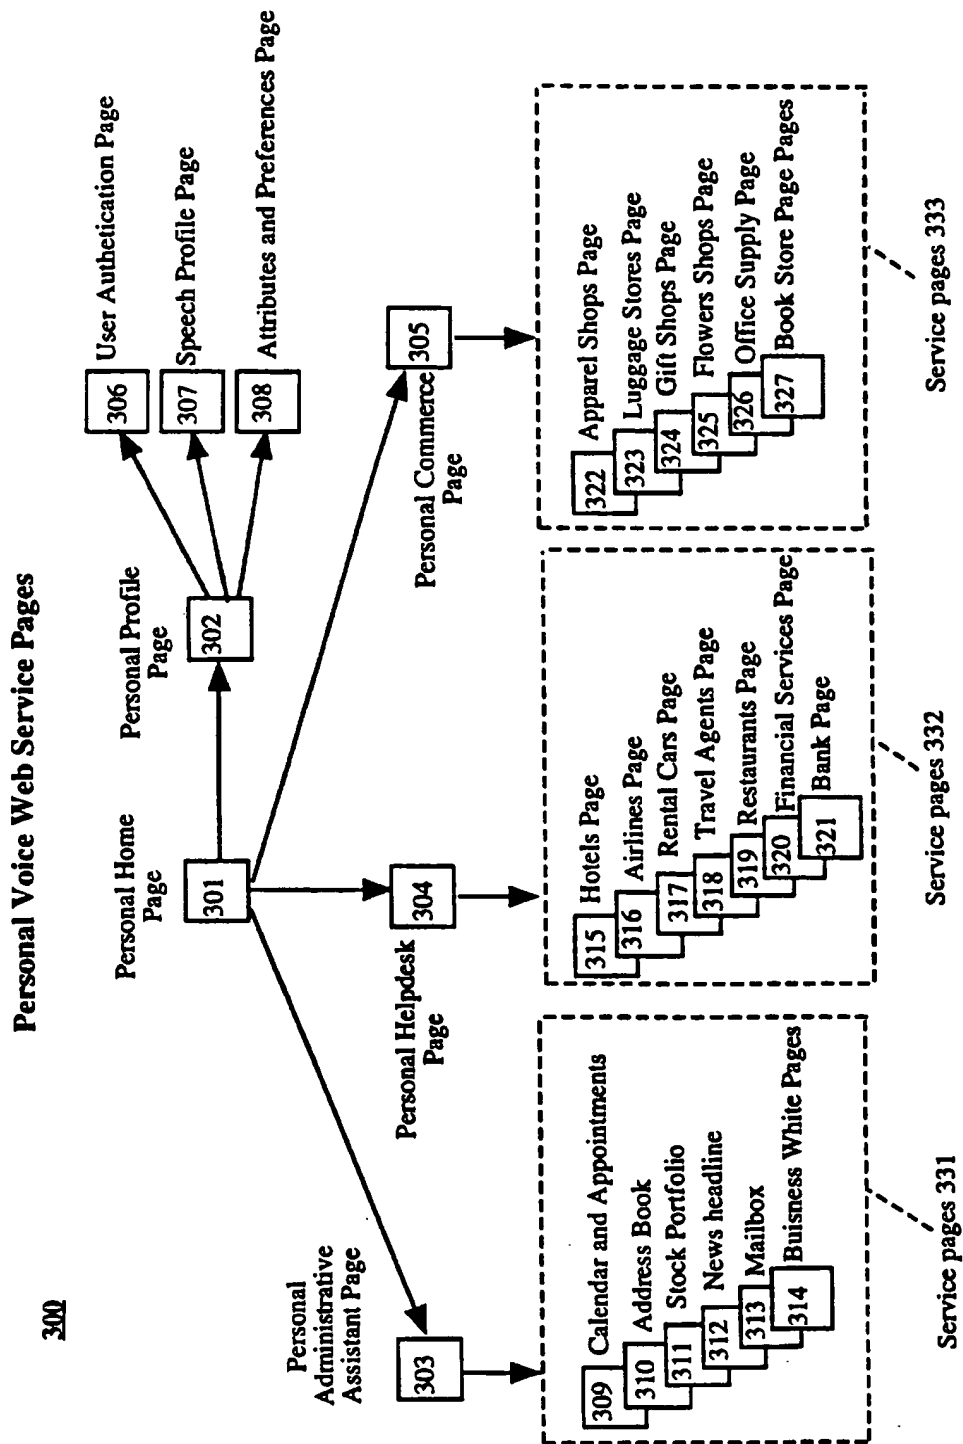 Personal Voice Web Service Pages
300
Personal Home
Page
301
Personal Profile
Page
302
306
User Authetication Page
307
Speech Profile Page
308
Attributes and Preferences Page
Personal
Administrative
Assistant Page
303
Personal Helpdesk
Page
304
Personal Commerce
Page
305
309
Calendar and Appointments
310
Address Book
311
Stock Portfolio
312
News headline
313
Mailbox
314
Buisness White Pages
Service pages 331
315
Hotels Page
316
Airlines Page
317
Rental Cars Page
318
Travel Agents Page
319
Restaurants Page
320
Financial Services Page
321
Bank Page
Service pages 332
322
Apparel Shops Page
323
Luggage Stores Page
324
Gift Shops Page
325
Flowers Shops Page
326
Office Supply Page
327
Book Store Page Pages
Service pages 333